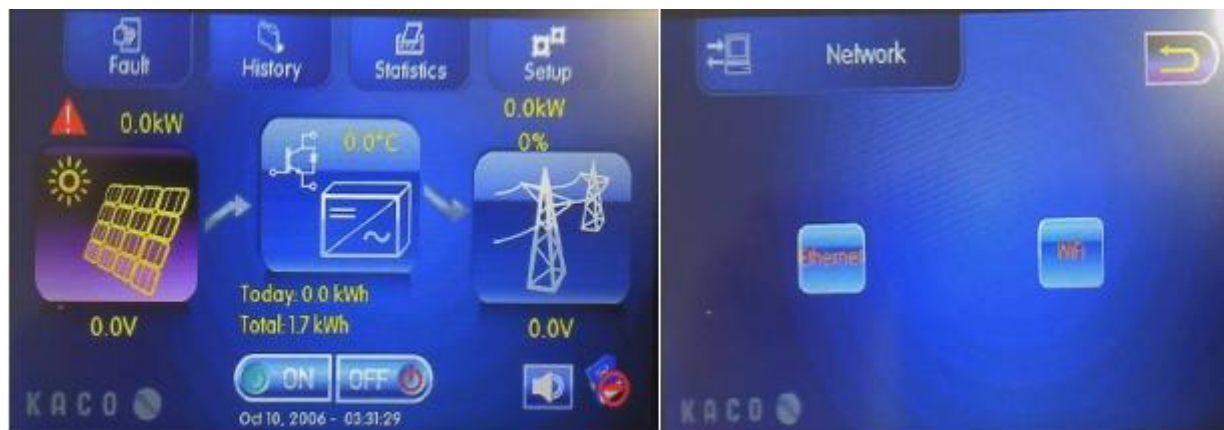 Fault
History
Statistics
Setup
0.0kW
0.0°C
0.0kW
0%
0.0V
Today: 0.0 kWh
Total: 1.7 kWh
0.0V
ON
OFF
KACO
Oct 10, 2006 - 03:31:29
Network
Ethernet
WiFi
KACO